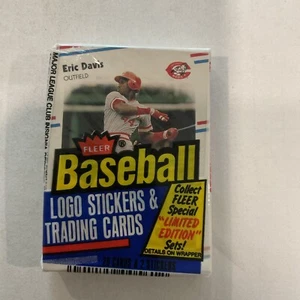 Eric Davis
OUTFIELD
REDS
MAJOR LEAGUE CLUB
FLEER
Baseball
LOGO STICKERS &
TRADING CARDS
Collect
FLEER
Special
"LIMITED
EDITION"
Sets!
DETAILS ON WRAPPER